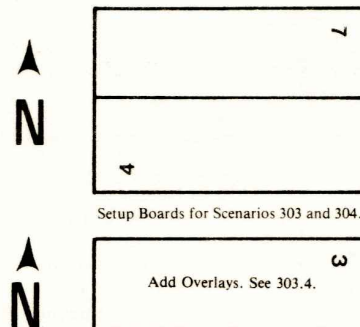 N
7
4
Setup Boards for Scenarios 303 and 304.
N
3
Add Overlays. See 303.4.